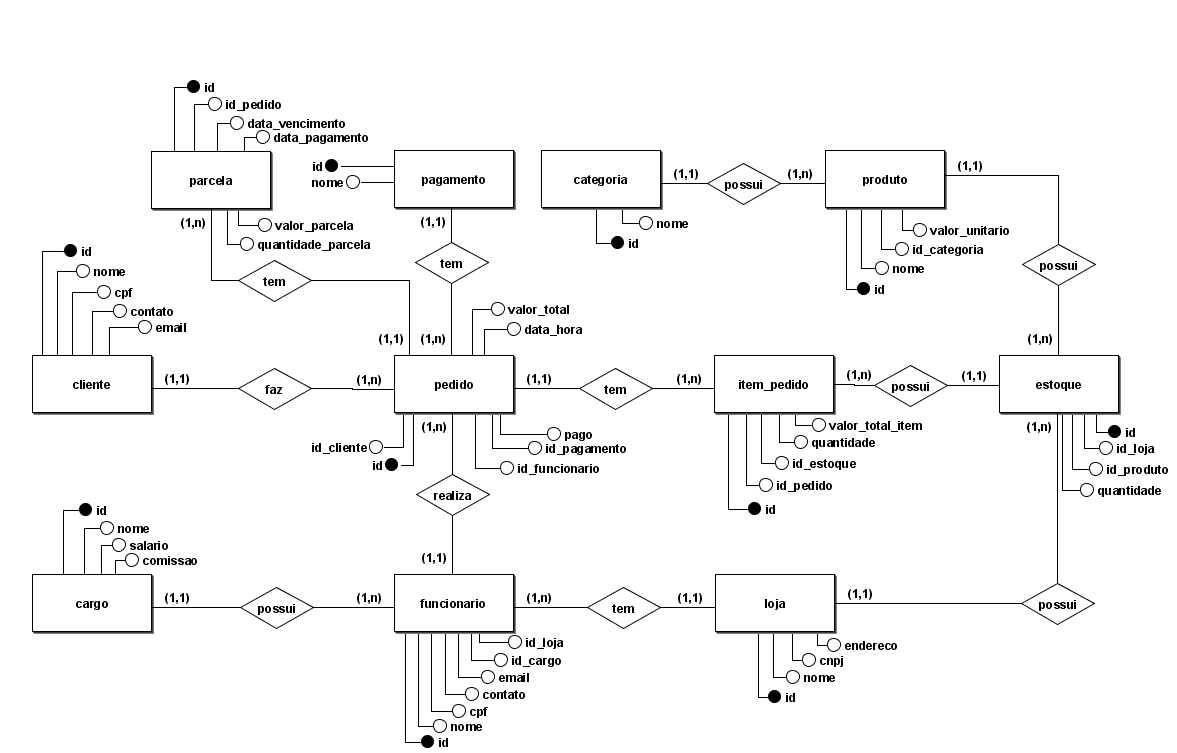 id
id_pedido
data_vencimento
data_pagamento
parcela
(1,n)
valor_parcela
quantidade_parcela
id
nome
pagamento
(1,1)
categoria
(1,1)
possui
(1,n)
nome
id
produto
(1,1)
valor_unitario
id_categoria
nome
id
tem
tem
possui
id
nome
cpf
contato
email
cliente
(1,1)
faz
(1,n)
(1,1)
(1,n)
valor_total
data_hora
pedido
(1,1)
tem
(1,n)
item_pedido
(1,n)
possui
(1,1)
(1,n)
estoque
(1,n)
id_cliente
id
pago
id_pagamento
id_funcionario
valor_total_item
quantidade
id_estoque
id_pedido
id
(1,n)
id
id_loja
id_produto
quantidade
realiza
(1,1)
id
nome
salario
comissao
cargo
(1,1)
possui
(1,n)
funcionario
(1,n)
tem
(1,1)
loja
(1,1)
possui
id_loja
id_cargo
email
contato
cpf
nome
id
endereco
cnpj
nome
id